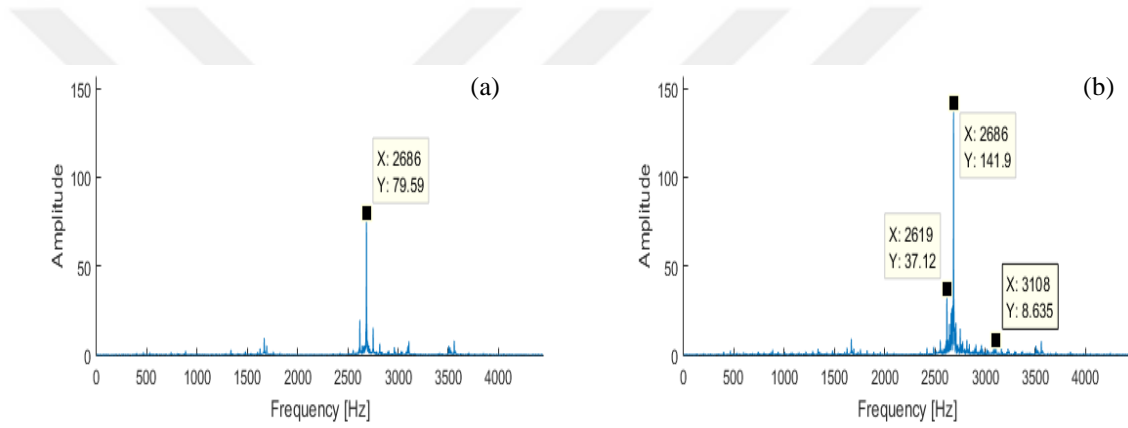 (a)
150
100
50
0
Amplitude
X: 2686
Y: 79.59
0 500 1000 1500 2000 2500 3000 3500 4000
Frequency [Hz]
(b)
150
100
50
0
Amplitude
X: 2686
Y: 141.9
X: 2619
Y: 37.12
X: 3108
Y: 8.635
0 500 1000 1500 2000 2500 3000 3500 4000
Frequency [Hz]